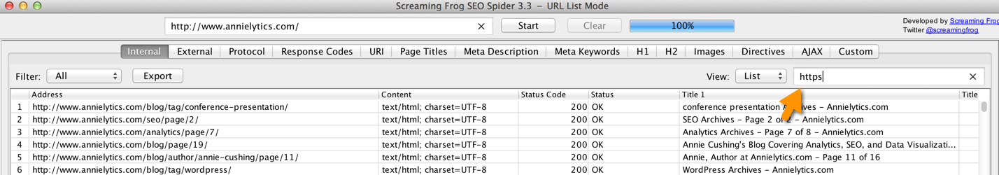 Screaming Frog SEO Spider 3.3 – URL List Mode
http://www.annielytics.com/ × Start Clear 100% Developed by Screaming Frog
Twitter @screamingfrog
Internal External Protocol Response Codes URI Page Titles Meta Description Meta Keywords H1 H2 Images Directives AJAX Custom
Filter: All Export View: List https ×
Address Content Status Code Status Title 1 Title
1 http://www.annielytics.com/blog/tag/conference-presentation/ text/html; charset=UTF-8 200 OK conference presentation Archives – Annielytics.com
2 http://www.annielytics.com/seo/page/2/ text/html; charset=UTF-8 200 OK SEO Archives – Page 2 of 2 – Annielytics.com
3 http://www.annielytics.com/analytics/page/7/ text/html; charset=UTF-8 200 OK Analytics Archives – Page 7 of 8 – Annielytics.com
4 http://www.annielytics.com/blog/page/19/ text/html; charset=UTF-8 200 OK Annie Cushing's Blog Covering Analytics, SEO, and Data Visualizati...
5 http://www.annielytics.com/blog/author/annie-cushing/page/11/ text/html; charset=UTF-8 200 OK Annie, Author at Annielytics.com – Page 11 of 16
6 http://www.annielytics.com/blog/tag/wordpress/ text/html; charset=UTF-8 200 OK WordPress Archives – Annielytics.com